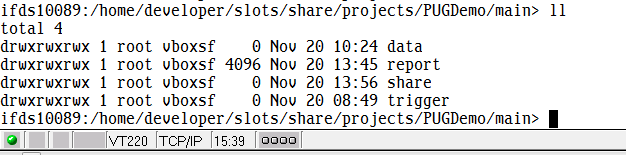 ifds10089:/home/developer/slots/share/projects/PUGDemo/main> ll
total 4
drwxrwxrwx 1 root vboxsf    0 Nov 20 10:24 data
drwxrwxrwx 1 root vboxsf 4096 Nov 20 13:45 report
drwxrwxrwx 1 root vboxsf    0 Nov 20 13:56 share
drwxrwxrwx 1 root vboxsf    0 Nov 20 08:49 trigger
ifds10089:/home/developer/slots/share/projects/PUGDemo/main>
VT220 TCP/IP 15:39